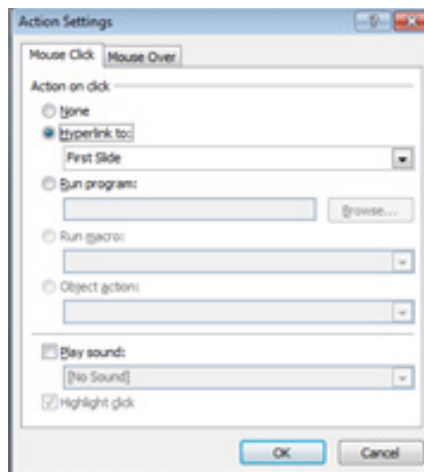 Action Settings
Mouse Click Mouse Over
Action on click
None
Hyperlink to:
First Slide
Run program:
Browse...
Run macro:
Object action:
Play sound:
[No Sound]
Highlight click
OK Cancel